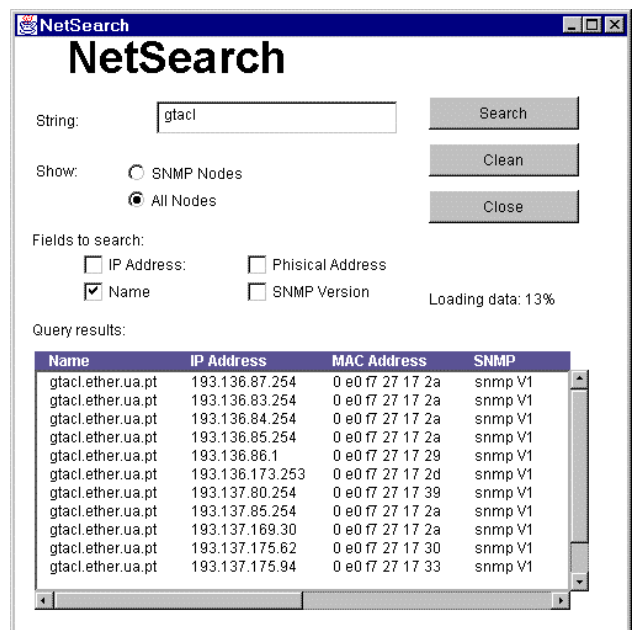 NetSearch
NetSearch
String: gtacl Search
Show: SNMP Nodes Clean
All Nodes Close
Fields to search:
IP Address: Phisical Address
Name SNMP Version Loading data: 13%
Query results:
Name IP Address MAC Address SNMP
gtacl.ether.ua.pt 193.136.87.254 0 e0 f7 27 17 2a snmp V1
gtacl.ether.ua.pt 193.136.83.254 0 e0 f7 27 17 2a snmp V1
gtacl.ether.ua.pt 193.136.84.254 0 e0 f7 27 17 2a snmp V1
gtacl.ether.ua.pt 193.136.85.254 0 e0 f7 27 17 2a snmp V1
gtacl.ether.ua.pt 193.136.86.1 0 e0 f7 27 17 29 snmp V1
gtacl.ether.ua.pt 193.136.173.253 0 e0 f7 27 17 2d snmp V1
gtacl.ether.ua.pt 193.137.80.254 0 e0 f7 27 17 39 snmp V1
gtacl.ether.ua.pt 193.137.85.254 0 e0 f7 27 17 2a snmp V1
gtacl.ether.ua.pt 193.137.169.30 0 e0 f7 27 17 2a snmp V1
gtacl.ether.ua.pt 193.137.175.62 0 e0 f7 27 17 30 snmp V1
gtacl.ether.ua.pt 193.137.175.94 0 e0 f7 27 17 33 snmp V1